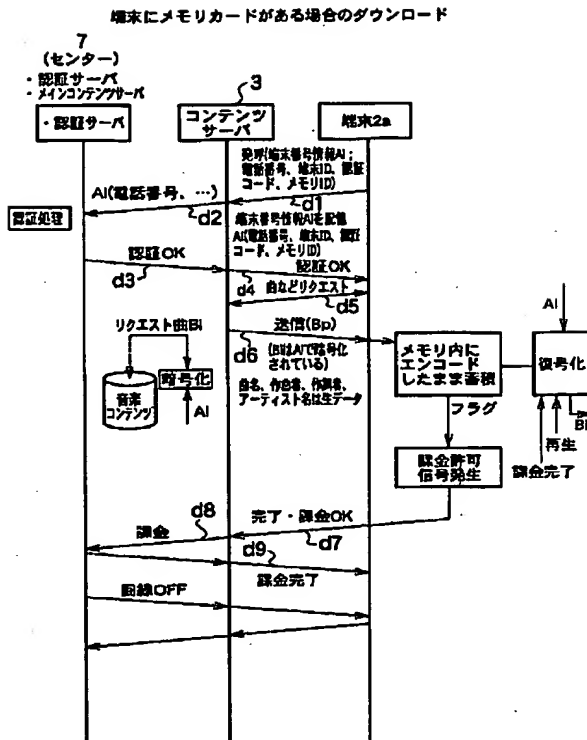 端末にメモリカードがある場合のダウンロード
7
(センター)
・認証サーバ
・メインコンテンツサーバ
3
・認証サーバ
コンテンツ
サーバ
端末2a
発呼(端末番号情報AI;
電話番号、端末ID、認証
コード、メモリID)
AI(電話番号、…)
d1
d2
認証処理
端末番号情報AIを記憶
AI(電話番号、端末ID、認証
コード、メモリID)
認証OK
認証OK
d3
d4
曲などリクエスト
d5
送信(Bp)
リクエスト曲Bi
d6
(BiはAIで暗号化
されている)
暗号化
音楽
コンテンツ
AI
曲名、作曲者、作詞者、
アーティスト名は生データ
メモリ内に
エンコード
したまま蓄積
AI
復号化
Bi
再生
課金完了
フラグ
課金許可
信号発生
d8
課金
完了・課金OK
d7
d9
課金完了
回線OFF